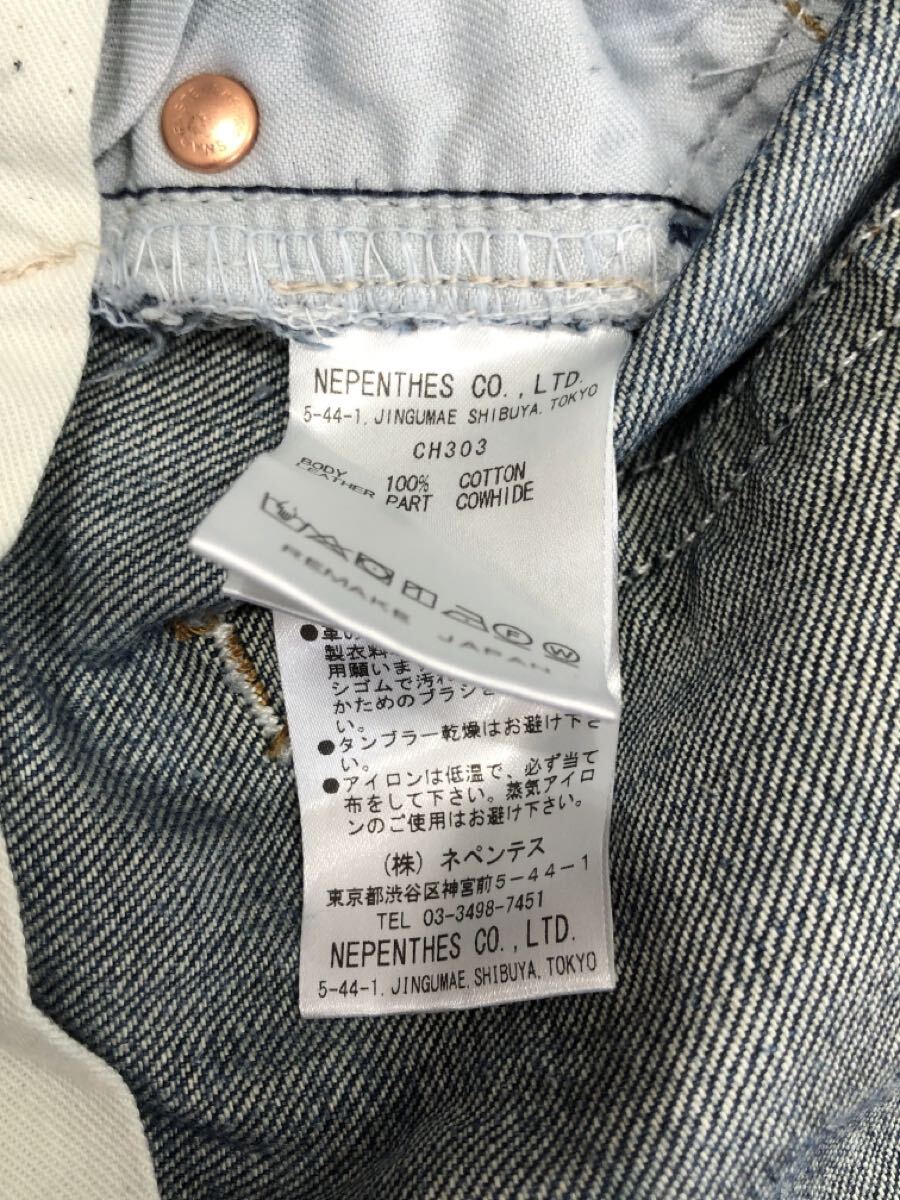 NEPENTHES CO., LTD.
5-44-1, JINGUMAE SHIBUYA. TOKYO
CH303
BODY 100% COTTON
LEATHER PART COWHIDE
F W
REMAKE JAPAN
製衣料
用願いま
シゴムで汚
かためのブラシ
い。
●タンブラー乾燥はお避け下さ
い。
●アイロンは低温で、必ず当て
布をして下さい。蒸気アイロ
ンのご使用はお避け下さい。
(株) ネペンテス
東京都渋谷区神宮前5-44-1
TEL 03-3498-7451
NEPENTHES CO., LTD.
5-44-1, JINGUMAE, SHIBUYA, TOKYO